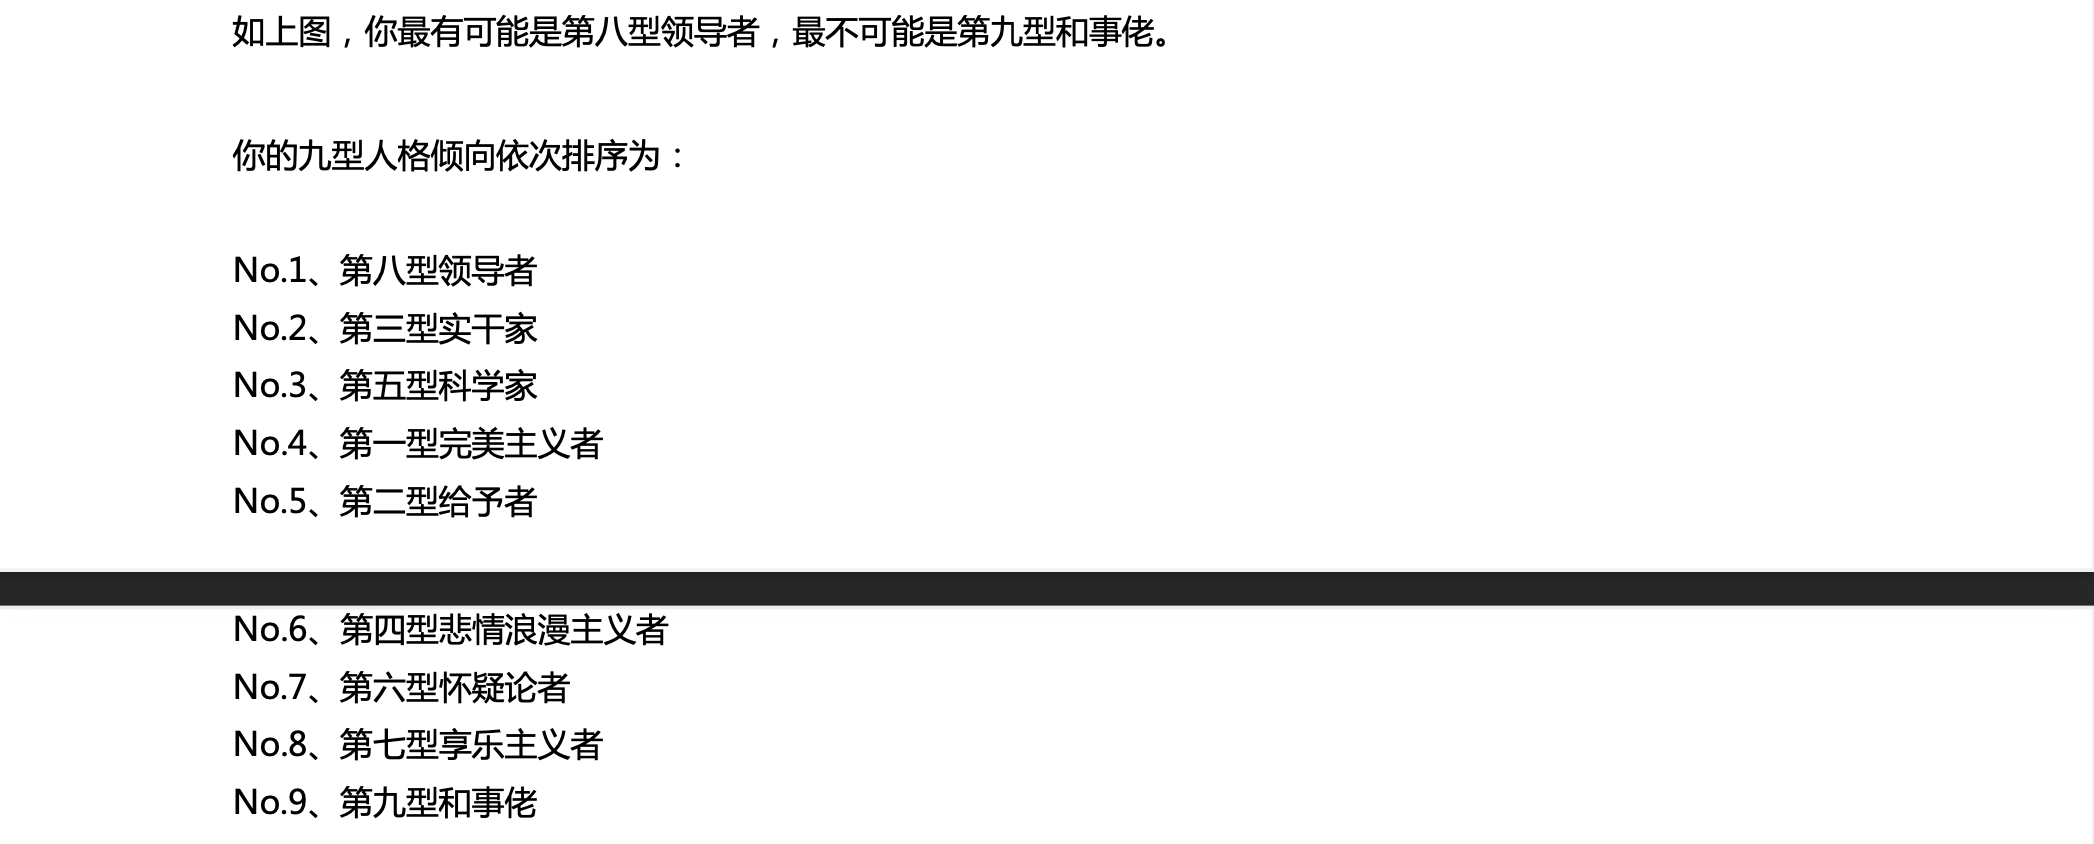 如上图，你最有可能是第八型领导者，最不可能是第九型和事佬。
你的九型人格倾向依次排序为：
No.1、第八型领导者
No.2、第三型实干家
No.3、第五型科学家
No.4、第一型完美主义者
No.5、第二型给予者
No.6、第四型悲情浪漫主义者
No.7、第六型怀疑论者
No.8、第七型享乐主义者
No.9、第九型和事佬